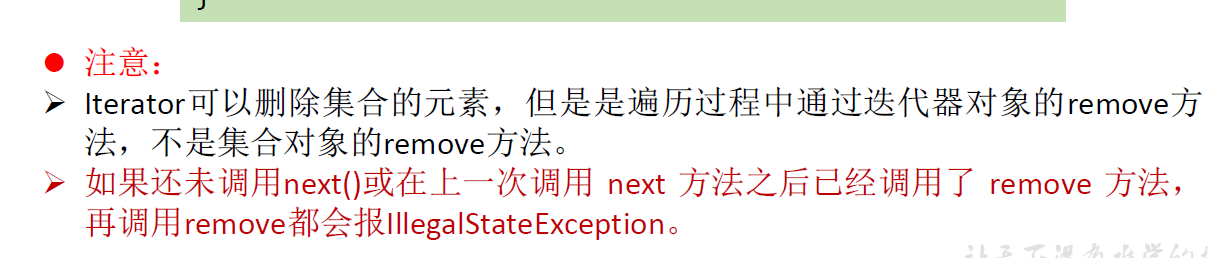 注意：
Iterator可以删除集合的元素，但是是遍历过程中通过迭代器对象的remove方
法，不是集合对象的remove方法。
如果还未调用next()或在上一次调用 next 方法之后已经调用了 remove 方法，
再调用remove都会报IllegalStateException。